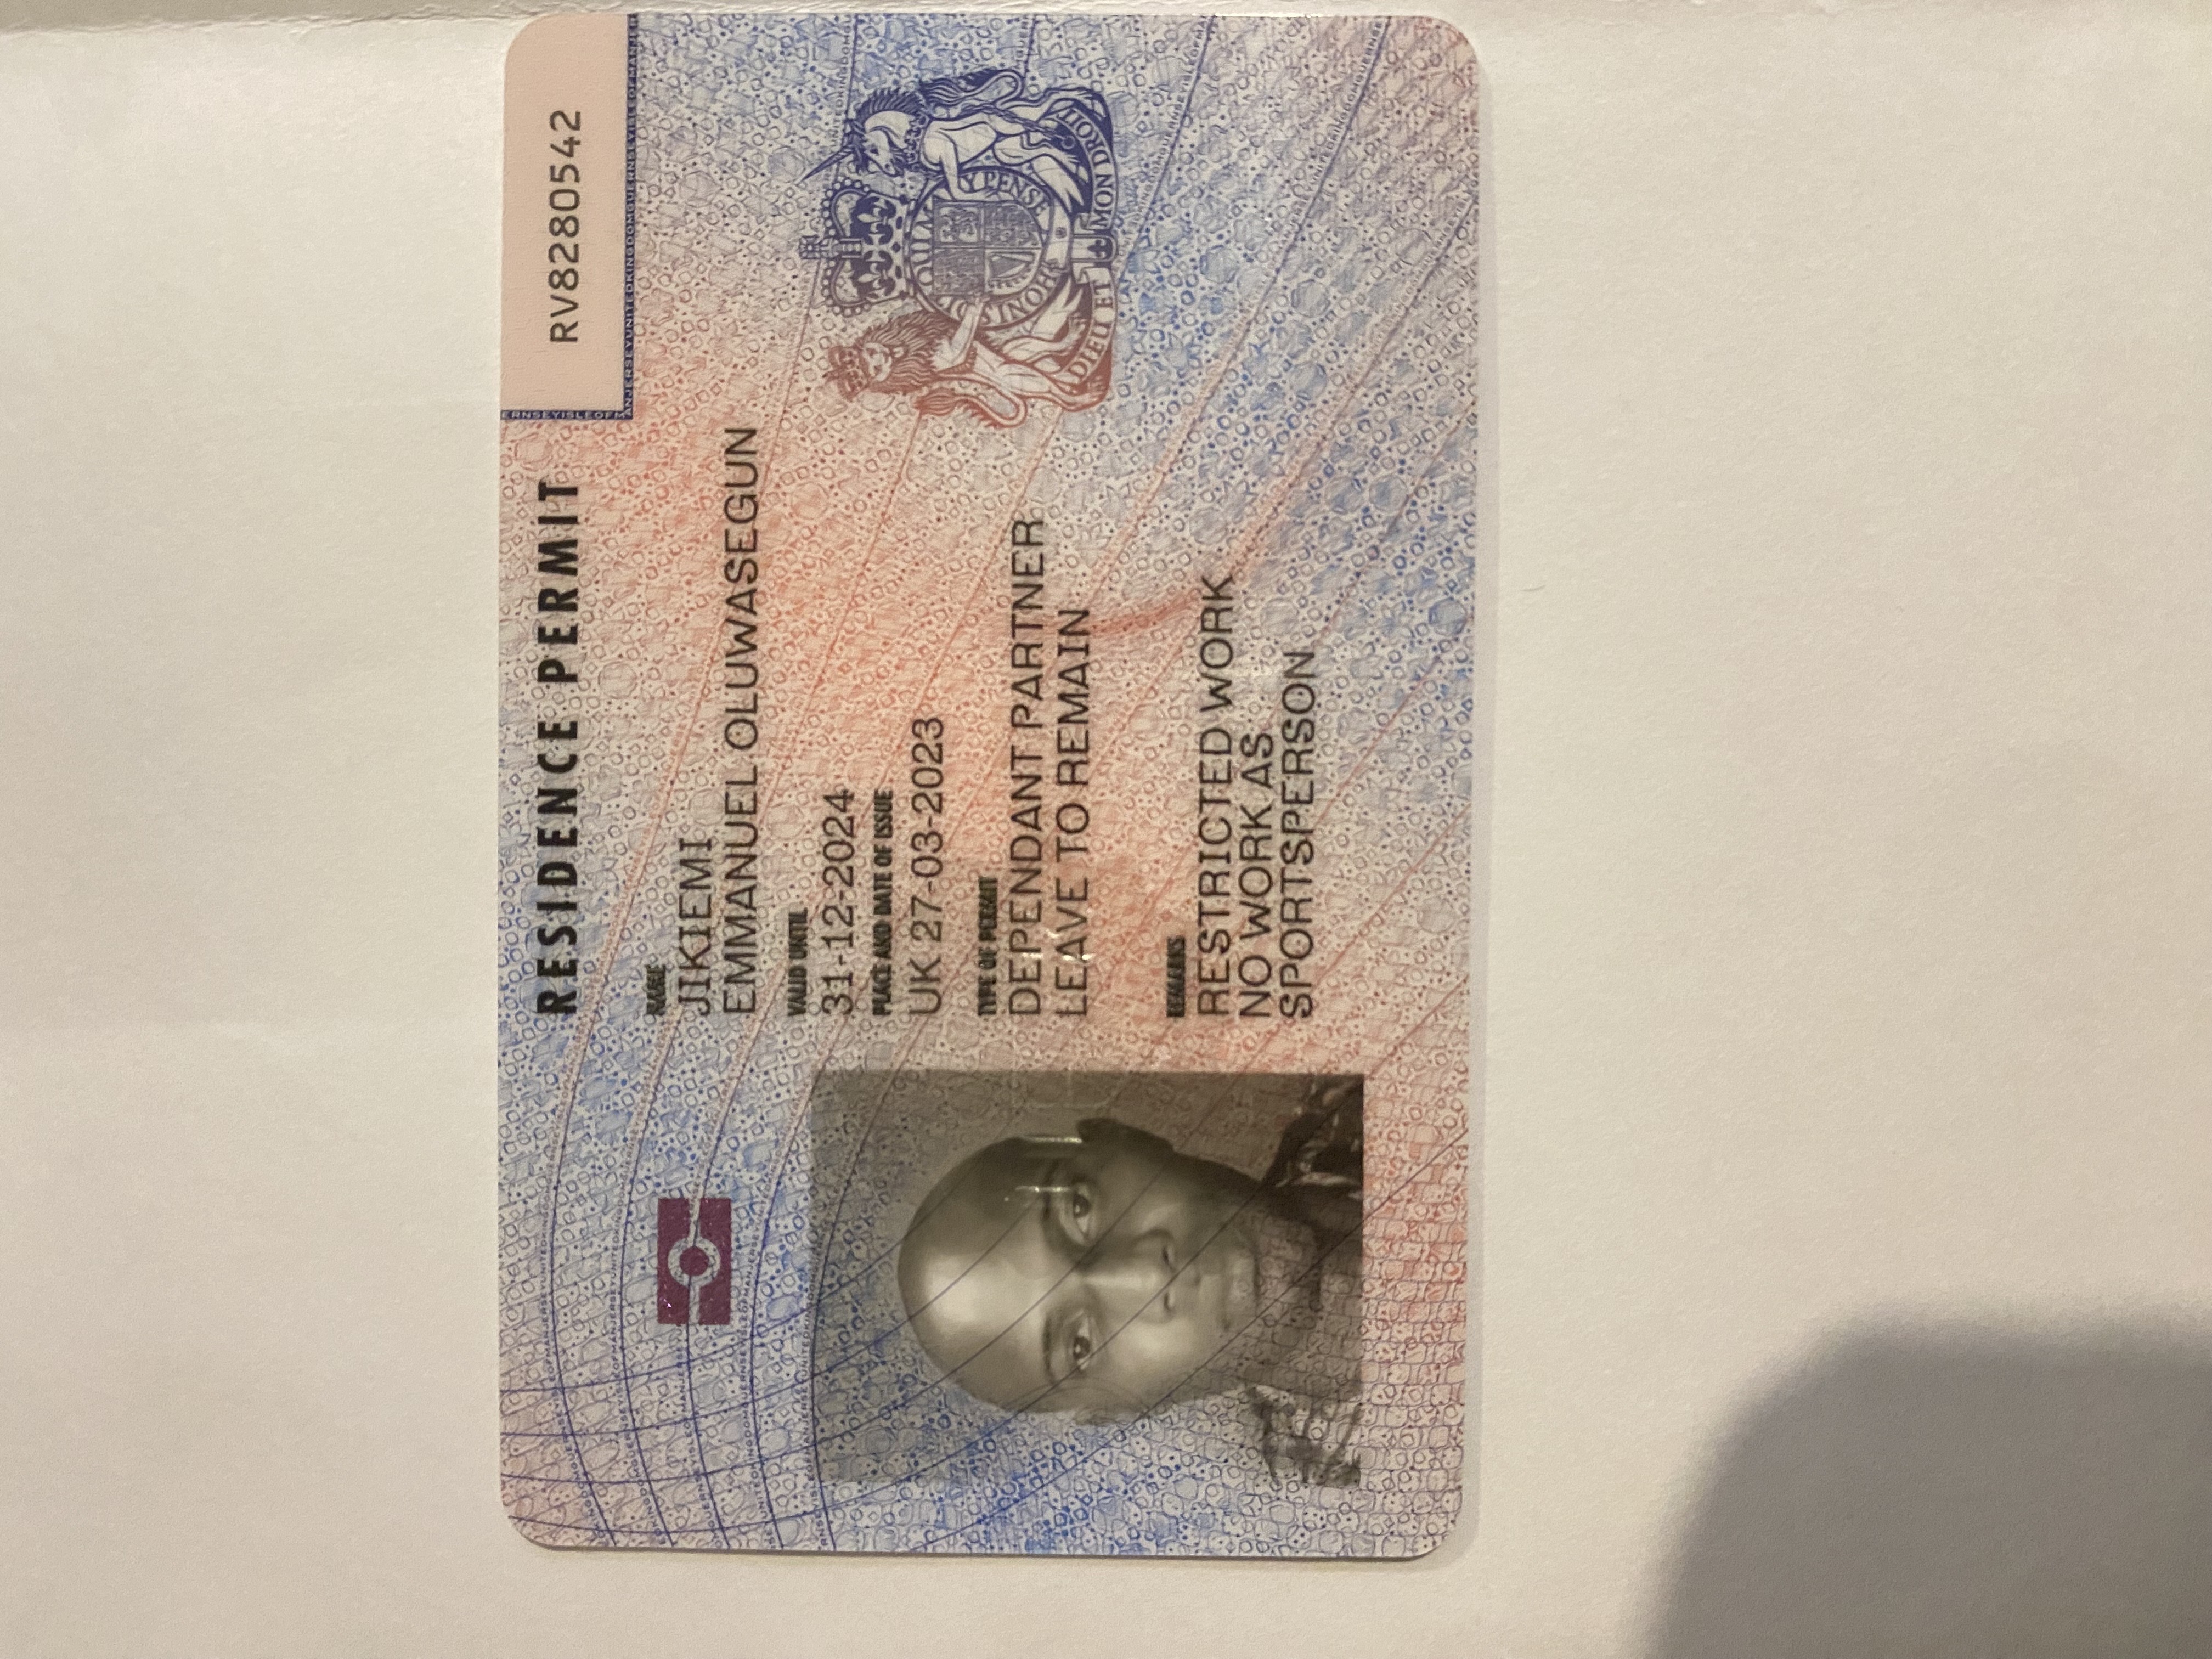 RESIDENCE PERMIT
RV8280542
NAME
JIKIEMI
EMMANUEL OLUWASEGUN
VALID UNTIL
31-12-2024
PLACE AND DATE OF ISSUE
UK 27-03-2023
TYPE OF PERMIT
DEPENDANT PARTNER
LEAVE TO REMAIN
REMARKS
RESTRICTED WORK
NO WORK AS
SPORTSPERSON
DIEU ET MON DROIT